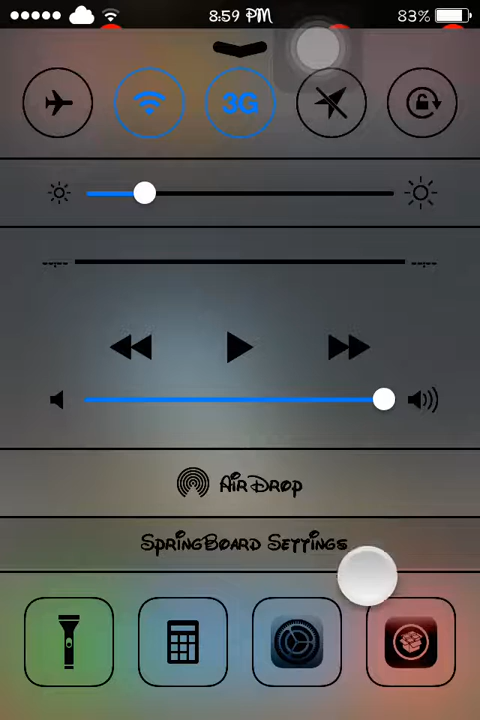 8:59 PM 83%
3G
--:-- --:--
AirDrop
SpringBoard Settings